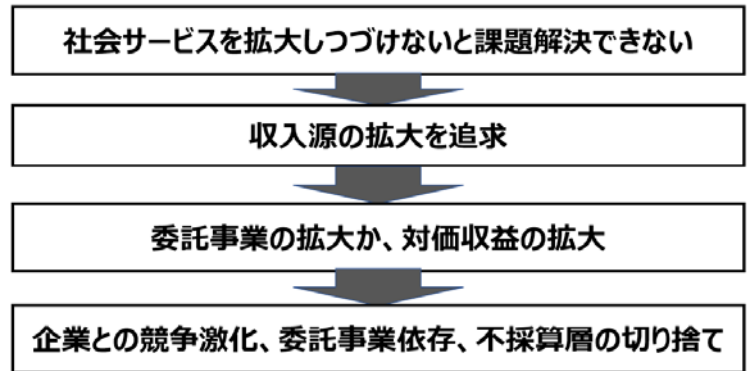 社会サービスを拡大しつづけないと課題解決できない
収入源の拡大を追求
委託事業の拡大か、対価収益の拡大
企業との競争激化、委託事業依存、不採算層の切り捨て